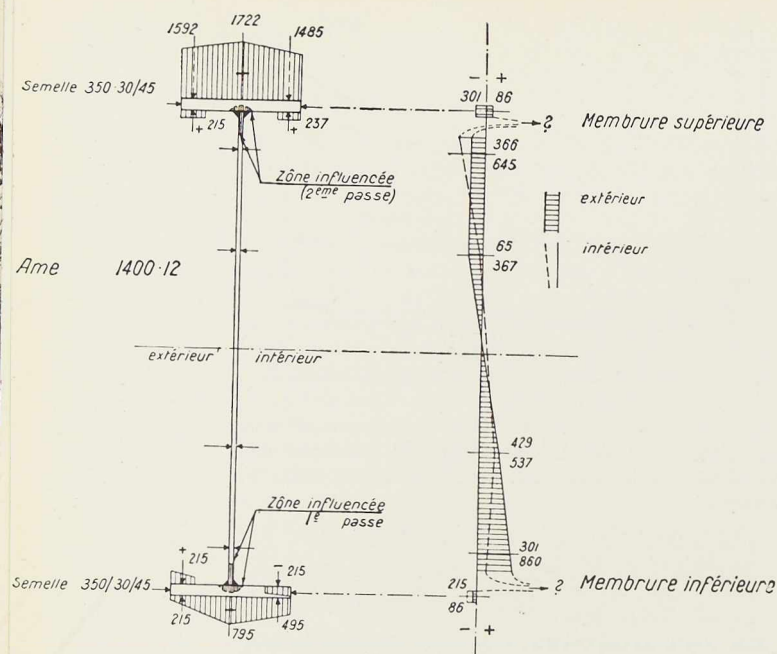 1722
1592
1485
Semelle 350·30/45
- +
301 86
+ 215
+ 237
? Membrure supérieure
366
645
Zône influencée
(2eme passe)
extérieur
65
367
intérieur
Ame 1400·12
extérieur intérieur
429
537
Zône influencée
1e passe
301
860
+ 215
- 215
Semelle 350/30/45
215
86
? Membrure inférieure
215
+
795
495
- +